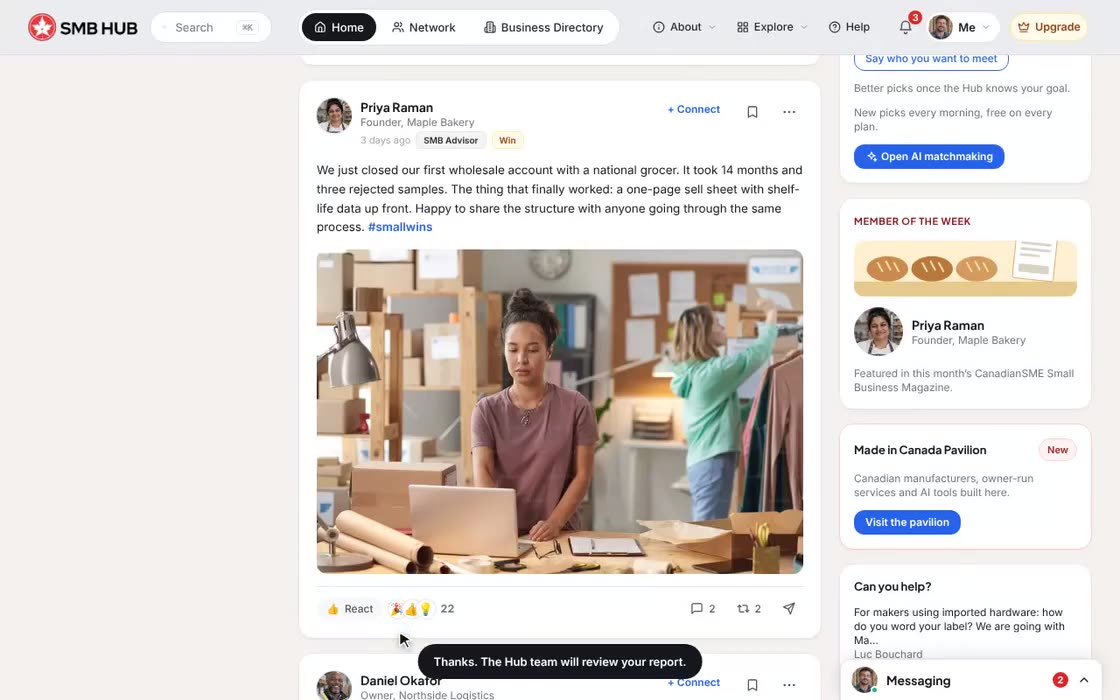 SMB HUB
Search
⌘K
Home
Network
Business Directory
About
Explore
Help
3
Me
Upgrade
Priya Raman
Founder, Maple Bakery
3 days ago
SMB Advisor
Win
+ Connect
We just closed our first wholesale account with a national grocer. It took 14 months and
three rejected samples. The thing that finally worked: a one-page sell sheet with shelf-
life data up front. Happy to share the structure with anyone going through the same
process. #smallwins
React
22
2
2
Thanks. The Hub team will review your report.
Daniel Okafor
Owner, Northside Logistics
+ Connect
Say who you want to meet
Better picks once the Hub knows your goal.
New picks every morning, free on every
plan.
Open AI matchmaking
MEMBER OF THE WEEK
Priya Raman
Founder, Maple Bakery
Featured in this month's CanadianSME Small
Business Magazine.
Made in Canada Pavilion
New
Canadian manufacturers, owner-run
services and AI tools built here.
Visit the pavilion
Can you help?
For makers using imported hardware: how
do you word your label? We are going with
Ma...
Luc Bouchard
Messaging
2